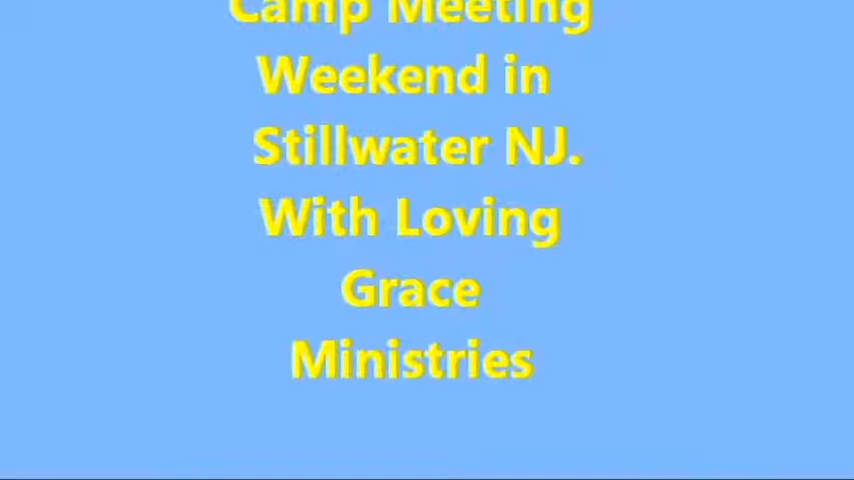 Camp Meeting
Weekend in
Stillwater NJ.
With Loving
Grace
Ministries